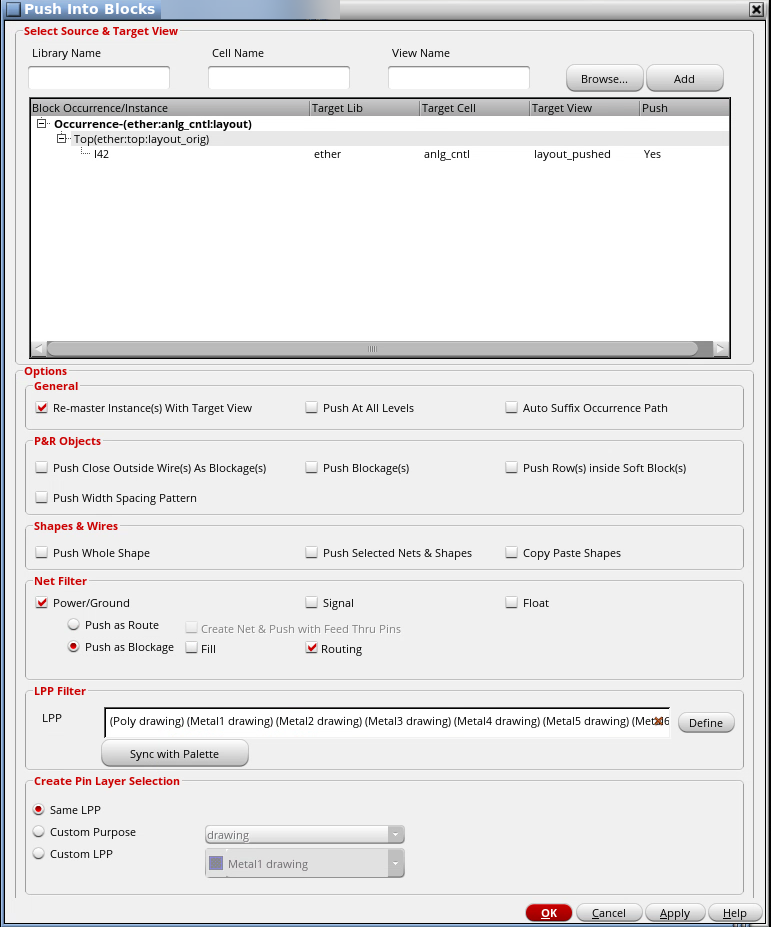 Push Into Blocks
Select Source & Target View
Library Name Cell Name View Name
Browse... Add
Block Occurrence/Instance Target Lib Target Cell Target View Push
Occurrence-(ether:anlg_cntl:layout)
Top(ether:top:layout_orig)
I42 ether anlg_cntl layout_pushed Yes
Options
General
Re-master Instance(s) With Target View Push At All Levels Auto Suffix Occurrence Path
P&R Objects
Push Close Outside Wire(s) As Blockage(s) Push Blockage(s) Push Row(s) inside Soft Block(s)
Push Width Spacing Pattern
Shapes & Wires
Push Whole Shape Push Selected Nets & Shapes Copy Paste Shapes
Net Filter
Power/Ground Signal Float
Push as Route Create Net & Push with Feed Thru Pins
Push as Blockage Fill Routing
LPP Filter
LPP (Poly drawing) (Metal1 drawing) (Metal2 drawing) (Metal3 drawing) (Metal4 drawing) (Metal5 drawing) (Metal6 Define
Sync with Palette
Create Pin Layer Selection
Same LPP
Custom Purpose drawing
Custom LPP Metal1 drawing
OK Cancel Apply Help